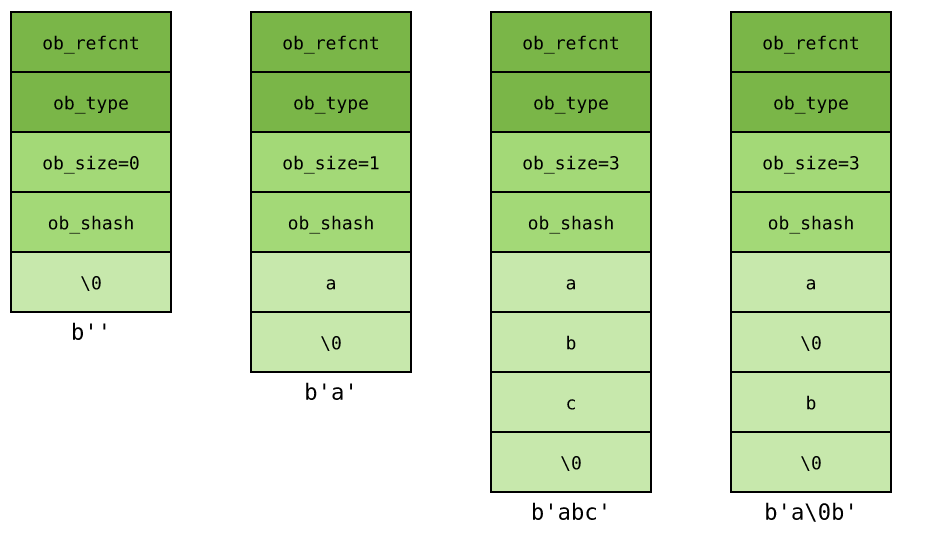 ob_refcnt
ob_type
ob_size=0
ob_shash
\0
b''
ob_refcnt
ob_type
ob_size=1
ob_shash
a
\0
b'a'
ob_refcnt
ob_type
ob_size=3
ob_shash
a
b
c
\0
b'abc'
ob_refcnt
ob_type
ob_size=3
ob_shash
a
\0
b
\0
b'a\0b'